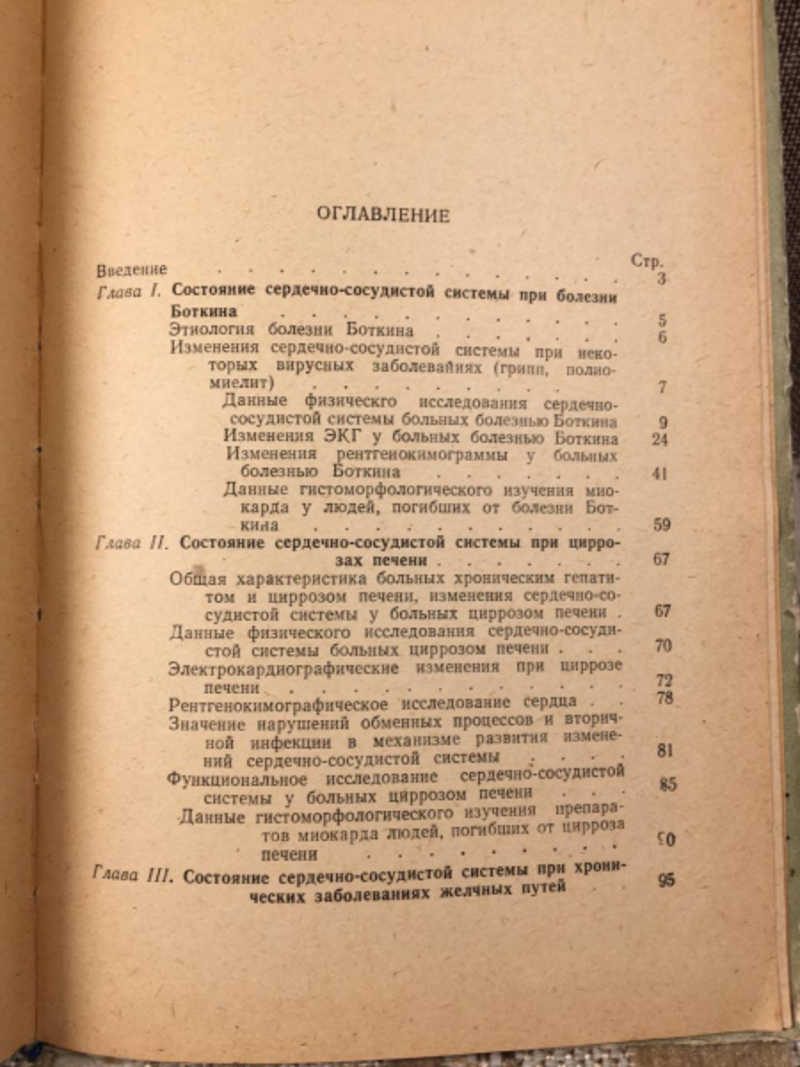 ОГЛАВЛЕНИЕ
Стр.
Введение . . . . . . . . . . . . . 3
Глава I. Состояние сердечно-сосудистой системы при болезни
Боткина . . . . . . . . . . . 5
Этиология болезни Боткина . . . . . . . 6
Изменения сердечно-сосудистой системы при неко-
торых вирусных заболеваниях (грипп, полио-
миелит) . . . . . . . . . . 7
Данные физическго исследования сердечно-
сосудистой системы больных болезнью Боткина 9
Изменения ЭКГ у больных болезнью Боткина 24
Изменения рентгенокимограммы у больных
болезнью Боткина . . . . . . . 41
Данные гистоморфологического изучения мио-
карда у людей, погибших от болезни Бот-
кина . . . . . . . . . . . 59
Глава II. Состояние сердечно-сосудистой системы при цирро-
зах печени . . . . . . . 67
Общая характеристика больных хроническим гепати-
том и циррозом печени, изменения сердечно-со-
судистой системы у больных циррозом печени . 67
Данные физического исследования сердечно-сосуди-
стой системы больных циррозом печени . . . 70
Электрокардиографические изменения при циррозе
печени . . . . . . . . . . . . 72
Рентгенокимографическое исследование сердца . . 78
Значение нарушений обменных процессов и вторич-
ной инфекции в механизме развития измене-
ний сердечно-сосудистой системы . . . . 81
Функциональное исследование сердечно-сосудистой
системы у больных циррозом печени . . . 85
Данные гистоморфологического изучения препара-
тов миокарда людей, погибших от цирроза
печени . . . . . . . . . 90
Глава III. Состояние сердечно-сосудистой системы при хрони-
ческих заболеваниях желчных путей 95